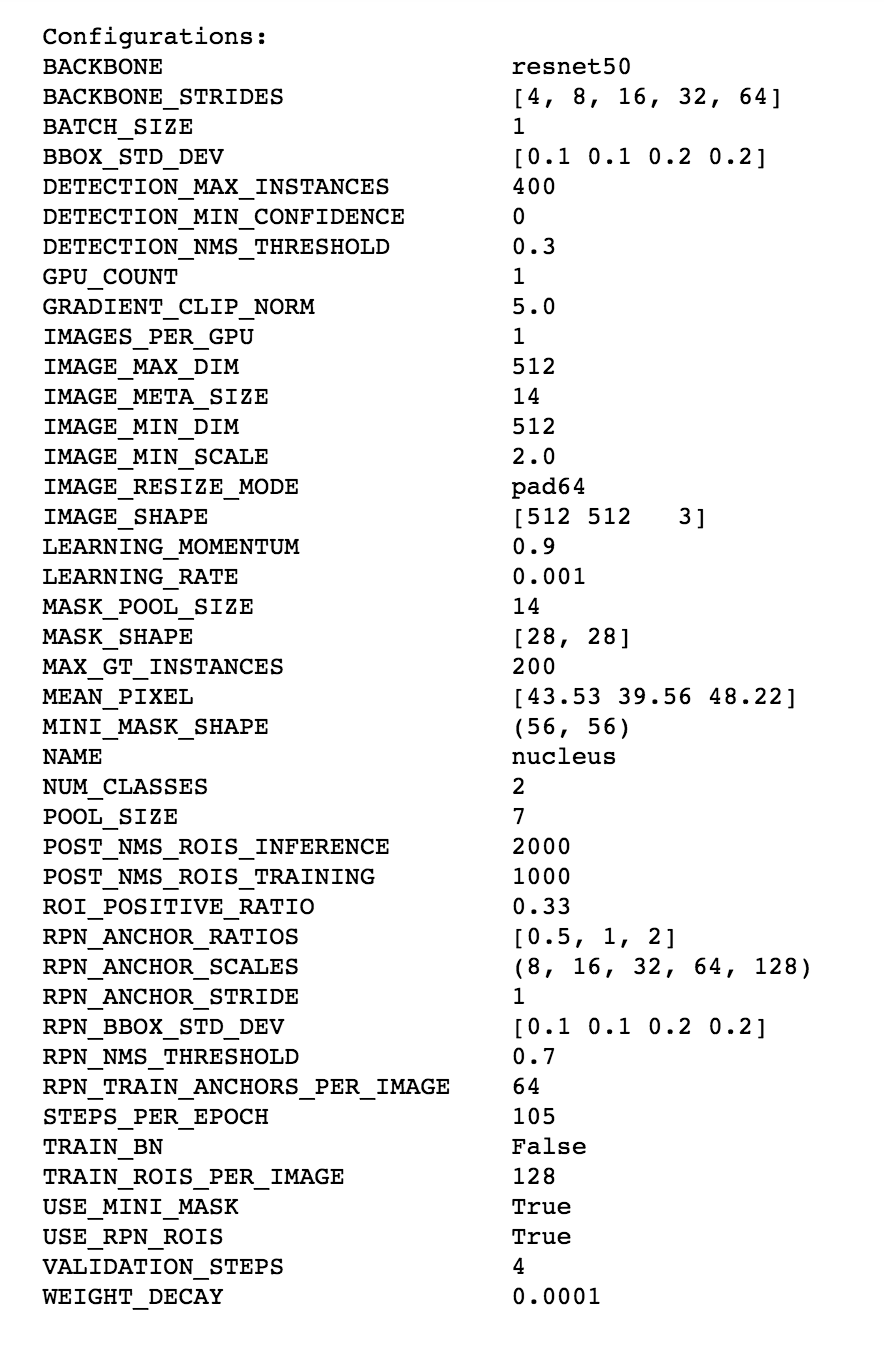 Configurations:
BACKBONE                       resnet50
BACKBONE_STRIDES               [4, 8, 16, 32, 64]
BATCH_SIZE                     1
BBOX_STD_DEV                   [0.1 0.1 0.2 0.2]
DETECTION_MAX_INSTANCES        400
DETECTION_MIN_CONFIDENCE       0
DETECTION_NMS_THRESHOLD        0.3
GPU_COUNT                      1
GRADIENT_CLIP_NORM             5.0
IMAGES_PER_GPU                 1
IMAGE_MAX_DIM                  512
IMAGE_META_SIZE                14
IMAGE_MIN_DIM                  512
IMAGE_MIN_SCALE                2.0
IMAGE_RESIZE_MODE              pad64
IMAGE_SHAPE                    [512 512   3]
LEARNING_MOMENTUM              0.9
LEARNING_RATE                  0.001
MASK_POOL_SIZE                 14
MASK_SHAPE                     [28, 28]
MAX_GT_INSTANCES               200
MEAN_PIXEL                     [43.53 39.56 48.22]
MINI_MASK_SHAPE                (56, 56)
NAME                           nucleus
NUM_CLASSES                    2
POOL_SIZE                      7
POST_NMS_ROIS_INFERENCE        2000
POST_NMS_ROIS_TRAINING         1000
ROI_POSITIVE_RATIO             0.33
RPN_ANCHOR_RATIOS              [0.5, 1, 2]
RPN_ANCHOR_SCALES              (8, 16, 32, 64, 128)
RPN_ANCHOR_STRIDE              1
RPN_BBOX_STD_DEV               [0.1 0.1 0.2 0.2]
RPN_NMS_THRESHOLD              0.7
RPN_TRAIN_ANCHORS_PER_IMAGE    64
STEPS_PER_EPOCH                105
TRAIN_BN                       False
TRAIN_ROIS_PER_IMAGE           128
USE_MINI_MASK                  True
USE_RPN_ROIS                   True
VALIDATION_STEPS               4
WEIGHT_DECAY                   0.0001